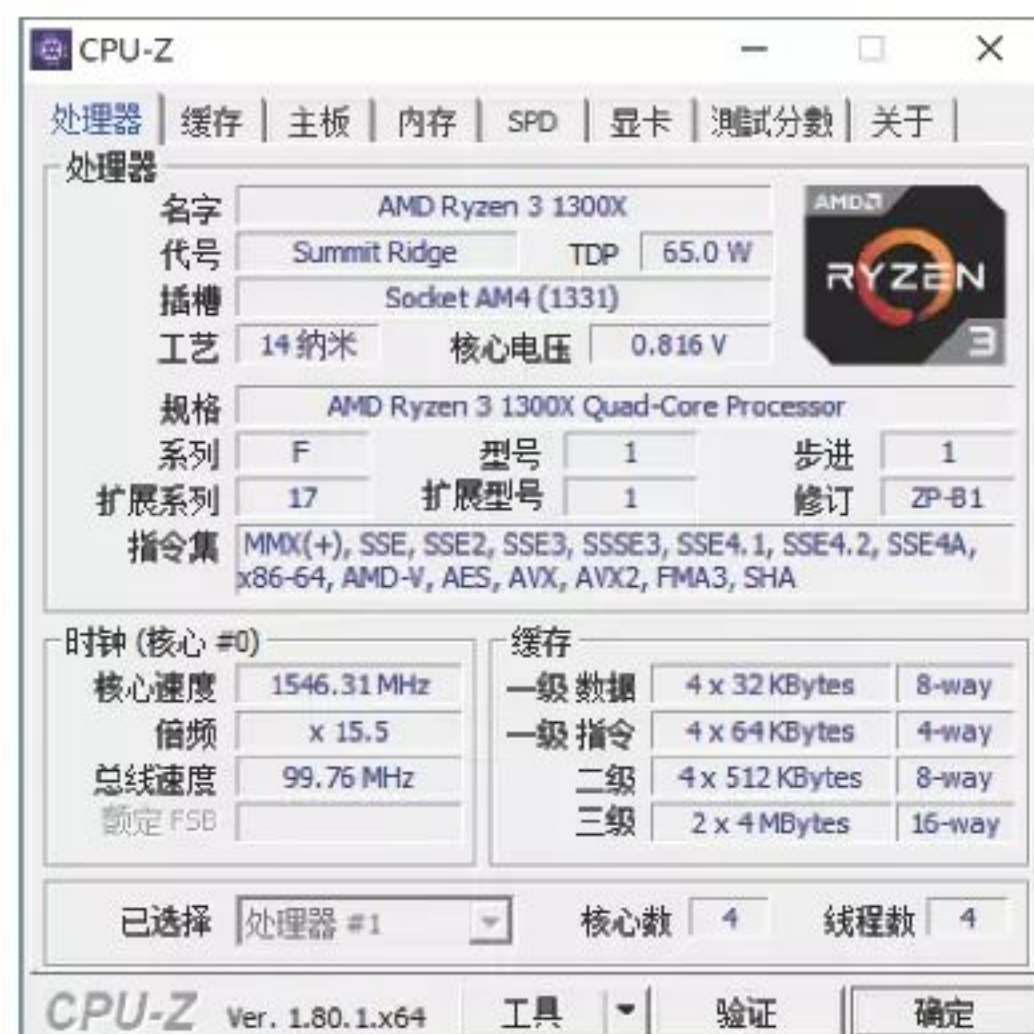 CPU-Z
处理器 缓存 主板 内存 SPD 显卡 測試分數 关于
处理器
名字 AMD Ryzen 3 1300X
代号 Summit Ridge TDP 65.0 W
插槽 Socket AM4 (1331)
工艺 14 纳米 核心电压 0.816 V
AMD
RYZEN
3
规格 AMD Ryzen 3 1300X Quad-Core Processor
系列 F 型号 1 步进 1
扩展系列 17 扩展型号 1 修订 ZP-B1
指令集 MMX(+), SSE, SSE2, SSE3, SSSE3, SSE4.1, SSE4.2, SSE4A,
x86-64, AMD-V, AES, AVX, AVX2, FMA3, SHA
时钟 (核心 #0)
核心速度 1546.31 MHz
倍频 x 15.5
总线速度 99.76 MHz
额定 FSB
缓存
一级 数据 4 x 32 KBytes 8-way
一级 指令 4 x 64 KBytes 4-way
二级 4 x 512 KBytes 8-way
三级 2 x 4 MBytes 16-way
已选择 处理器 #1 核心数 4 线程数 4
CPU-Z Ver. 1.80.1.x64 工具 验证 确定